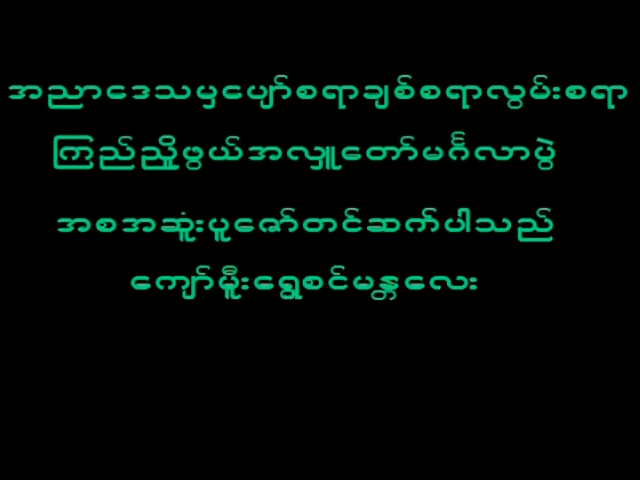 အညာဒေသမှပျော်စရာချစ်စရာလွမ်းစရာ
ကြည်ညှိုဖွယ်အလှူတော်မင်္ဂလာပွဲ
အစအဆူံးပူဇော်တင်ဆက်ပါသည်
ကျော်မှီးရွှေစင်မန္တလေး